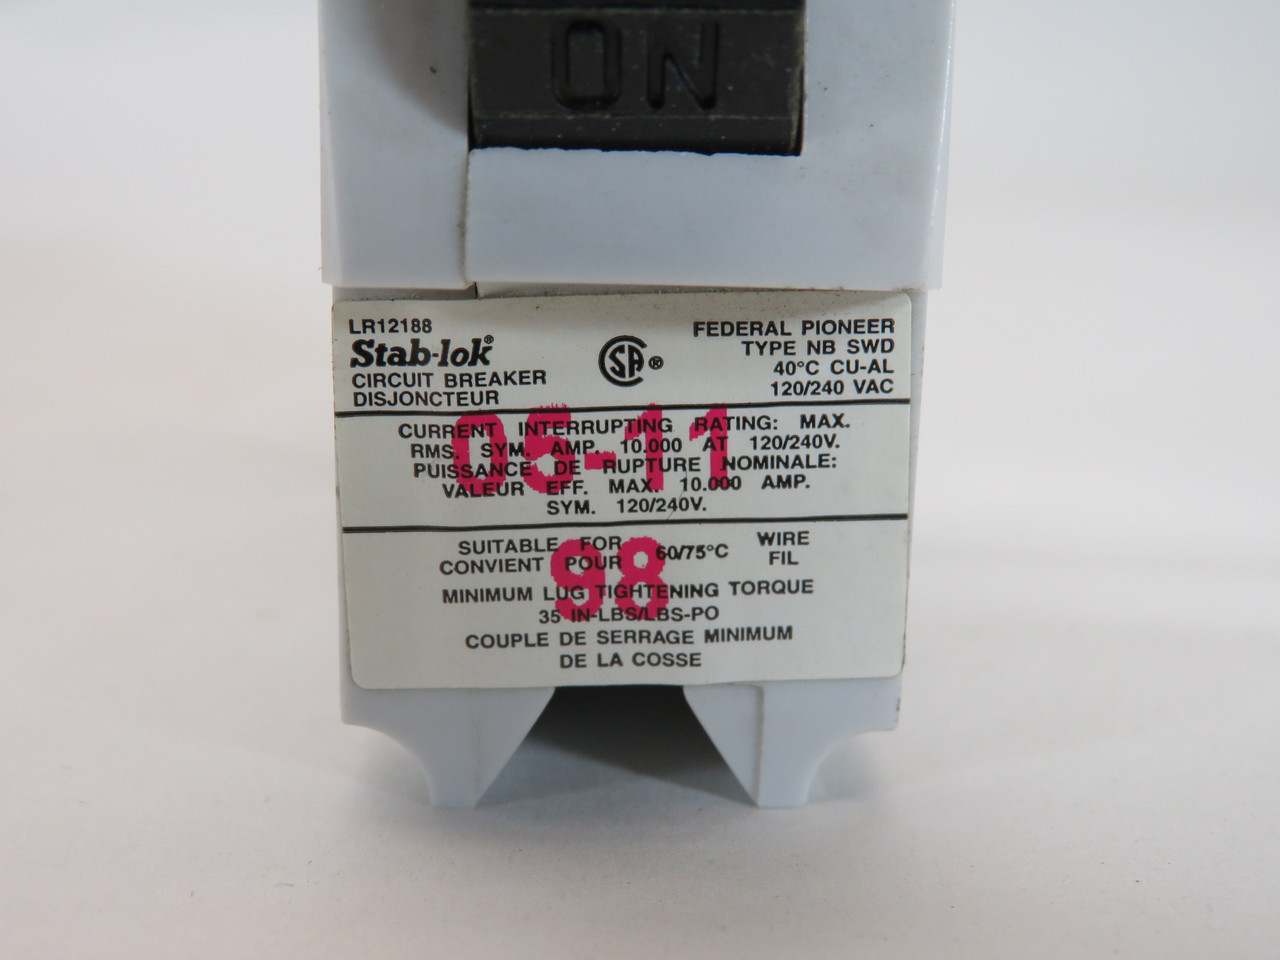 ON
LR12188
Stab-lok®
CIRCUIT BREAKER
DISJONCTEUR
CSA®
FEDERAL PIONEER
TYPE NB SWD
40°C CU-AL
120/240 VAC
CURRENT INTERRUPTING RATING: MAX.
RMS. SYM. AMP. 10.000 AT 120/240V.
PUISSANCE DE RUPTURE NOMINALE:
VALEUR EFF. MAX. 10.000 AMP.
SYM. 120/240V.
05-11
SUITABLE FOR
CONVIENT POUR 60/75°C WIRE
FIL
98
MINIMUM LUG TIGHTENING TORQUE
35 IN-LBS/LBS-PO
COUPLE DE SERRAGE MINIMUM
DE LA COSSE